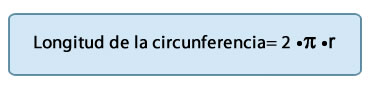 Longitud de la circunferencia= 2 •π •r